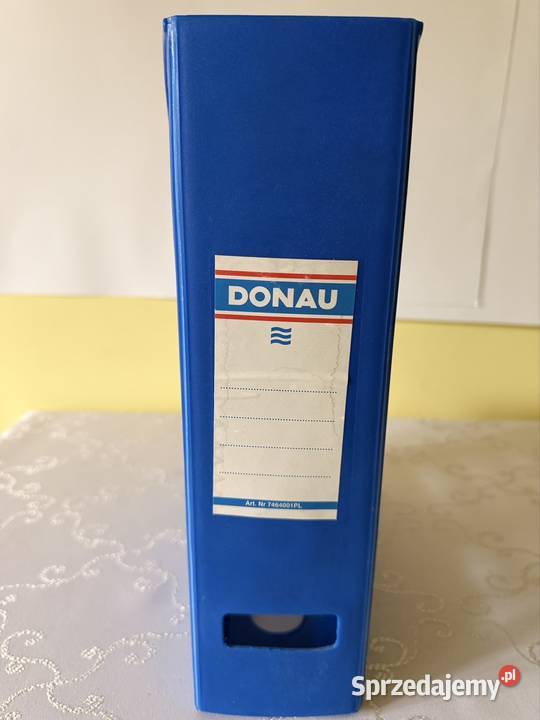 DONAU
Art. Nr 7464001PL
Sprzedajemy.pl